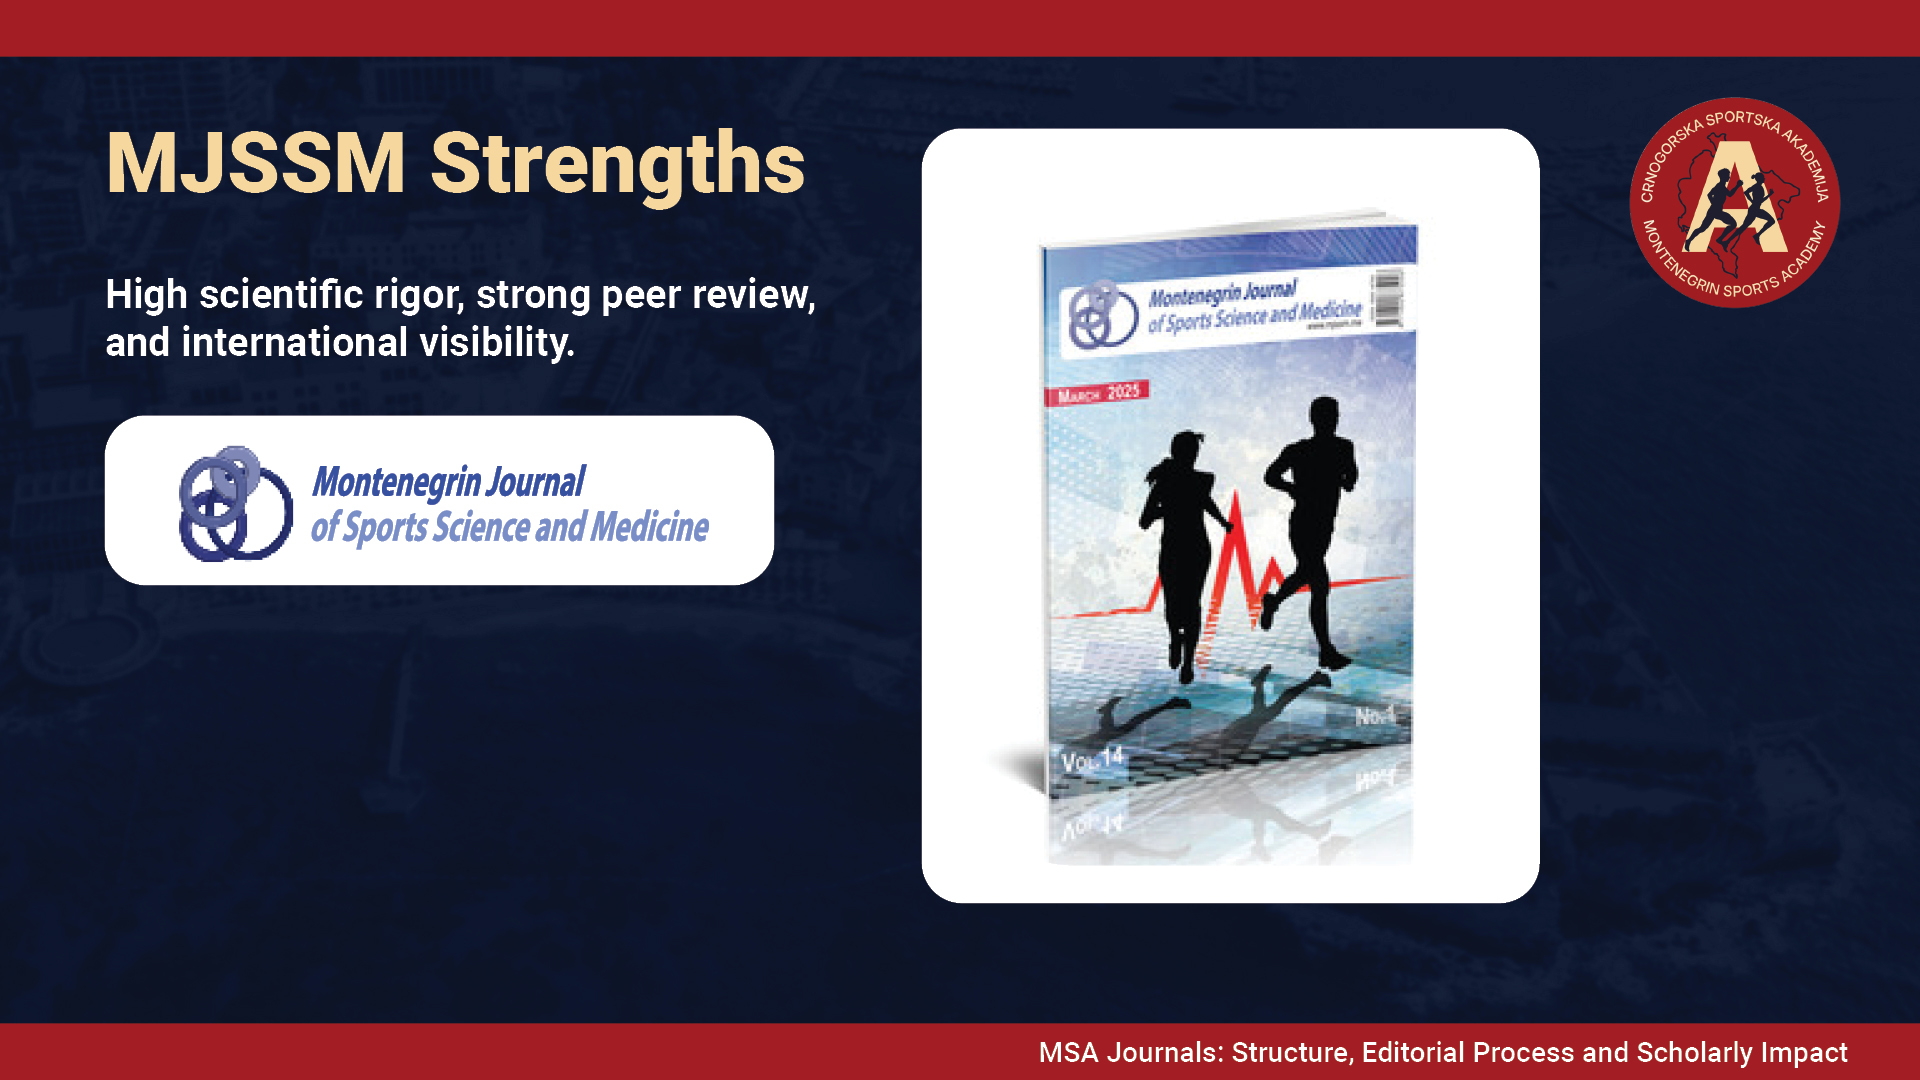 MJSSM Strengths
High scientific rigor, strong peer review,
and international visibility.
Montenegrin Journal
of Sports Science and Medicine
Montenegrin Journal
of Sports Science and Medicine
March 2025
No.1
Vol.14
CRNOGORSKA SPORTSKA AKADEMIJA
MONTENEGRIN SPORTS ACADEMY
A
MSA Journals: Structure, Editorial Process and Scholarly Impact